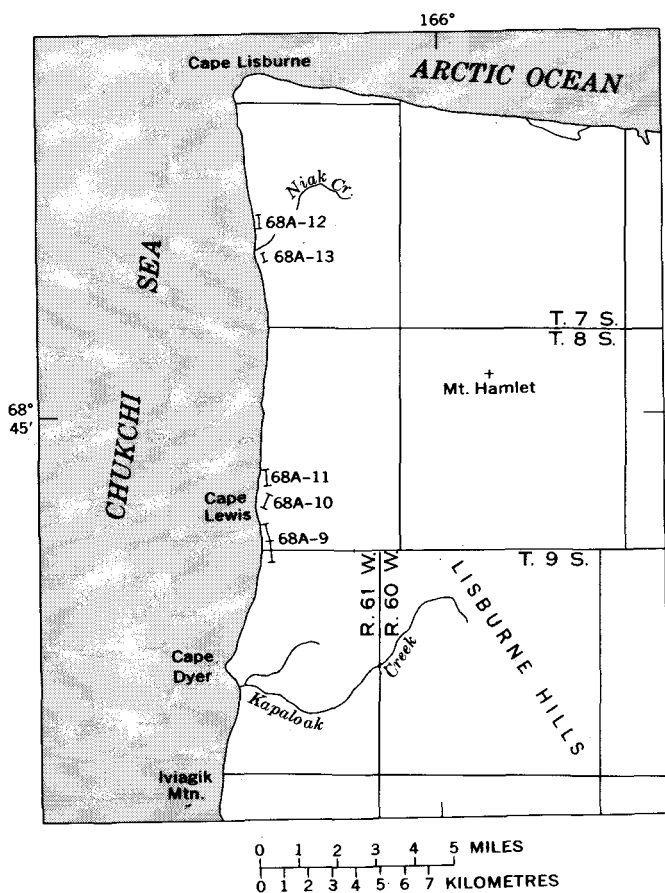 166°
Cape Lisburne
ARCTIC OCEAN
Niak Cr.
68A-12
68A-13
SEA
CHUKCHI
T. 7 S.
T. 8 S.
Mt. Hamlet
68°
45'
68A-11
Cape
Lewis
68A-10
68A-9
T. 9 S.
R. 61 W.
R. 60 W.
LISBURNE HILLS
Cape
Dyer
Kapaloak
Creek
Iviagik
Mtn.
0 1 2 3 4 5 MILES
0 1 2 3 4 5 6 7 KILOMETRES